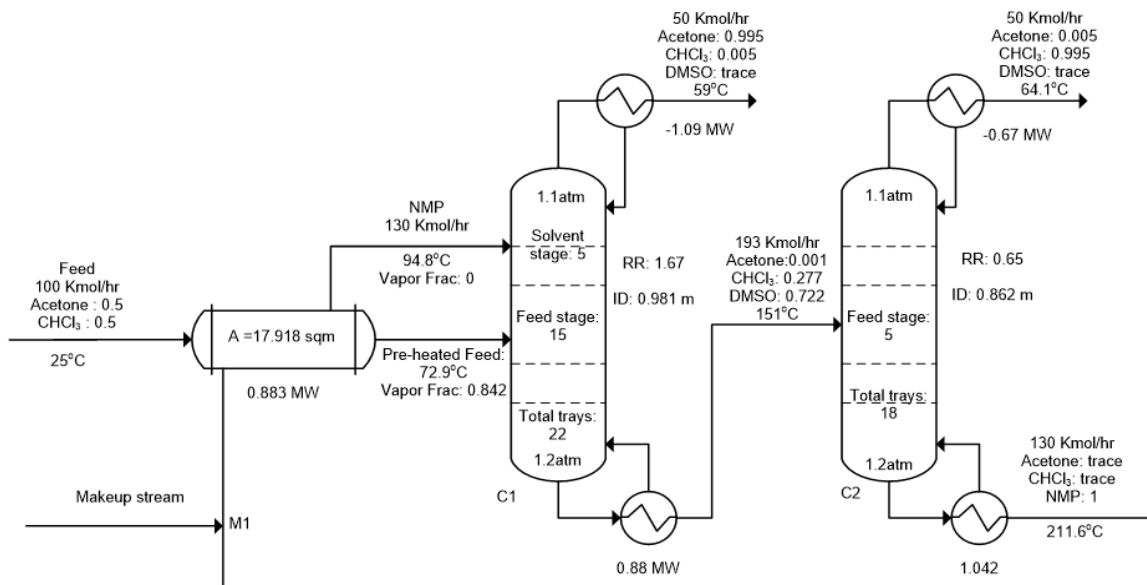 50 Kmol/hr
Acetone: 0.995
CHCl₃: 0.005
DMSO: trace
59°C
-1.09 MW
50 Kmol/hr
Acetone: 0.005
CHCl₃: 0.995
DMSO: trace
64.1°C
-0.67 MW
NMP
130 Kmol/hr
94.8°C
Vapor Frac: 0
Feed
100 Kmol/hr
Acetone : 0.5
CHCl₃ : 0.5
25°C
A =17.918 sqm
0.883 MW
Pre-heated Feed:
72.9°C
Vapor Frac: 0.842
1.1atm
Solvent
stage: 5
Feed stage:
15
Total trays:
22
1.2atm
C1
RR: 1.67
ID: 0.981 m
0.88 MW
193 Kmol/hr
Acetone:0.001
CHCl₃: 0.277
DMSO: 0.722
151°C
1.1atm
Feed stage:
5
Total trays:
18
1.2atm
C2
RR: 0.65
ID: 0.862 m
1.042
130 Kmol/hr
Acetone: trace
CHCl₃: trace
NMP: 1
211.6°C
Makeup stream
M1